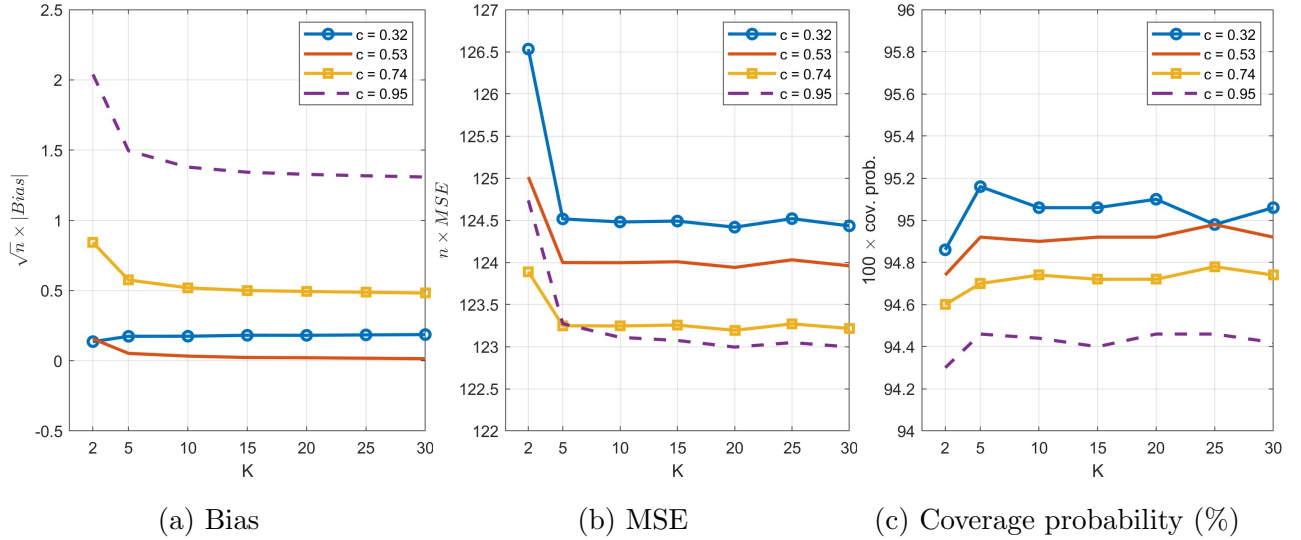 2.5
2
1.5
1
0.5
0
-0.5
√n × |Bias|
2 5 10 15 20 25 30
K
c = 0.32
c = 0.53
c = 0.74
c = 0.95
(a) Bias
127
126.5
126
125.5
125
124.5
124
123.5
123
122.5
122
n × MSE
2 5 10 15 20 25 30
K
c = 0.32
c = 0.53
c = 0.74
c = 0.95
(b) MSE
96
95.8
95.6
95.4
95.2
95
94.8
94.6
94.4
94.2
94
100 × cov. prob.
2 5 10 15 20 25 30
K
c = 0.32
c = 0.53
c = 0.74
c = 0.95
(c) Coverage probability (%)